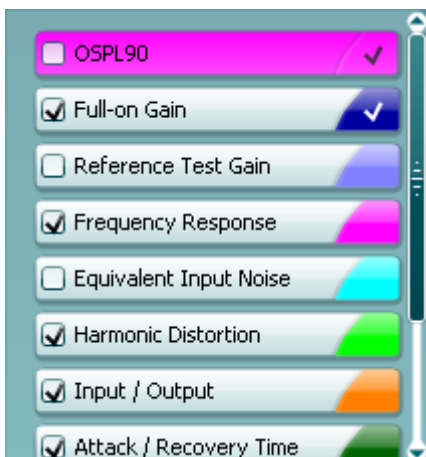 OSPL90
Full-on Gain
Reference Test Gain
Frequency Response
Equivalent Input Noise
Harmonic Distortion
Input / Output
Attack / Recovery Time